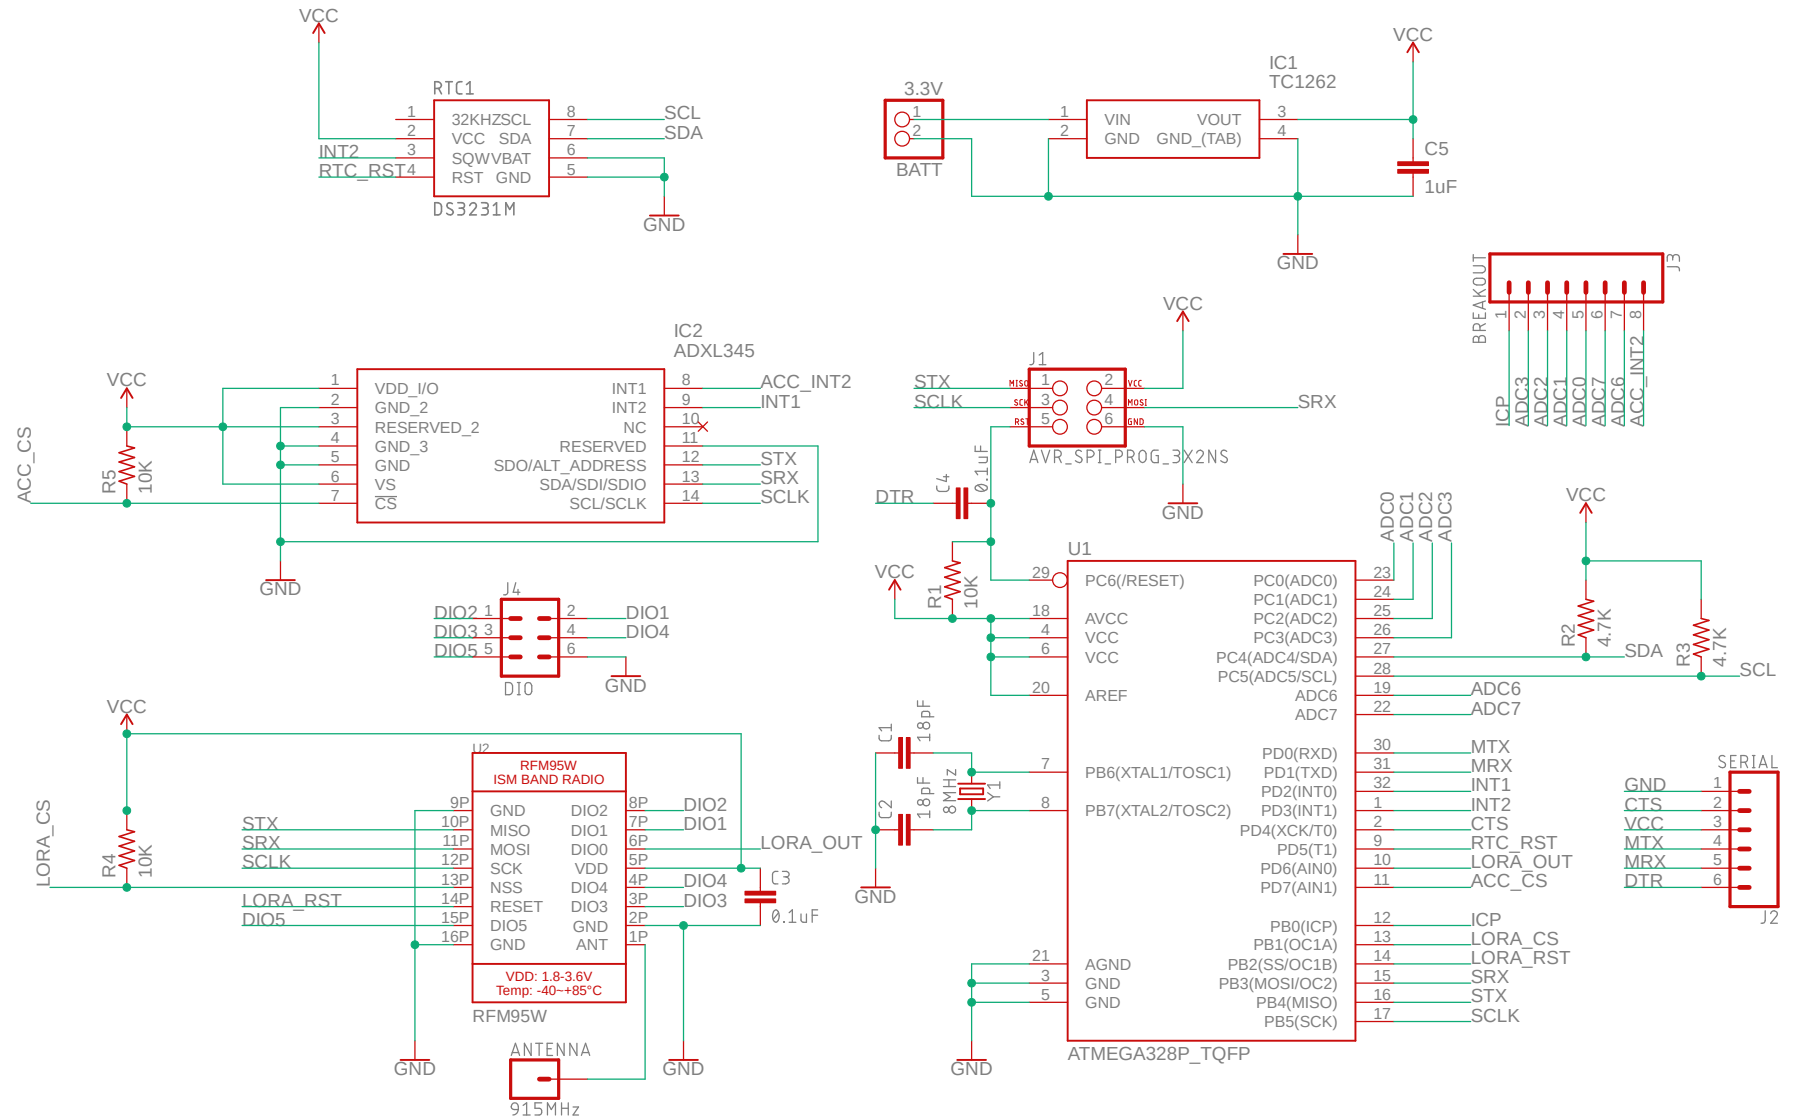 VCC
RTC1
1 32KHZ SCL 8 SCL
2 VCC SDA 7 SDA
INT2 3 SQW VBAT 6
RTC_RST 4 RST GND 5
DS3231M
GND
VCC
IC1
TC1262
3.3V
1
2
BATT
1 VIN VOUT 3
2 GND GND_(TAB) 4
C5
1uF
GND
BREAKOUT
J3
1 2 3 4 5 6 7 8
ICP
ADC3
ADC2
ADC1
ADC0
ADC7
ADC6
ACC_INT2
IC2
ADXL345
VCC
ACC_CS
R5
10K
1 VDD_I/O INT1 8 ACC_INT2
2 GND_2 INT2 9 INT1
3 RESERVED_2 NC 10
4 GND_3 RESERVED 11
5 GND SDO/ALT_ADDRESS 12 STX
6 VS SDA/SDI/SDIO 13 SRX
7 CS SCL/SCLK 14 SCLK
GND
VCC
J1
STX MISO 1 2 VCC
SCLK SCK 3 4 MOSI SRX
RST 5 6 GND
AVR_SPI_PROG_3X2NS
GND
DTR
C4
0.1uF
VCC
R1
10K
J4
DIO2 1 2 DIO1
DIO3 3 4 DIO4
DIO5 5 6
DIO
GND
U1
29 PC6(/RESET)
18 AVCC
4 VCC
6 VCC
20 AREF
7 PB6(XTAL1/TOSC1)
8 PB7(XTAL2/TOSC2)
21 AGND
3 GND
5 GND
ADC0
ADC1
ADC2
ADC3
PC0(ADC0) 23
PC1(ADC1) 24
PC2(ADC2) 25
PC3(ADC3) 26
PC4(ADC4/SDA) 27 SDA
PC5(ADC5/SCL) 28 SCL
ADC6 19 ADC6
ADC7 22 ADC7
PD0(RXD) 30 MTX
PD1(TXD) 31 MRX
PD2(INT0) 32 INT1
PD3(INT1) 1 INT2
PD4(XCK/T0) 2 CTS
PD5(T1) 9 RTC_RST
PD6(AIN0) 10 LORA_OUT
PD7(AIN1) 11 ACC_CS
PB0(ICP) 12 ICP
PB1(OC1A) 13 LORA_CS
PB2(SS/OC1B) 14 LORA_RST
PB3(MOSI/OC2) 15 SRX
PB4(MISO) 16 STX
PB5(SCK) 17 SCLK
ATMEGA328P_TQFP
GND
VCC
R2
4.7K
R3
4.7K
C1
18pF
C2
18pF
8MHz
Y1
GND
SERIAL
GND 1
CTS 2
VCC 3
MTX 4
MRX 5
DTR 6
J2
VCC
LORA_CS
R4
10K
U2
RFM95W
ISM BAND RADIO
9P GND DIO2 8P DIO2
STX 10P MISO DIO1 7P DIO1
SRX 11P MOSI DIO0 6P LORA_OUT
SCLK 12P SCK VDD 5P
13P NSS DIO4 4P DIO4
LORA_RST 14P RESET DIO3 3P DIO3
DIO5 15P DIO5 GND 2P
16P GND ANT 1P
VDD: 1.8-3.6V
Temp: -40~+85°C
RFM95W
C3
0.1uF
GND
GND
ANTENNA
915MHz